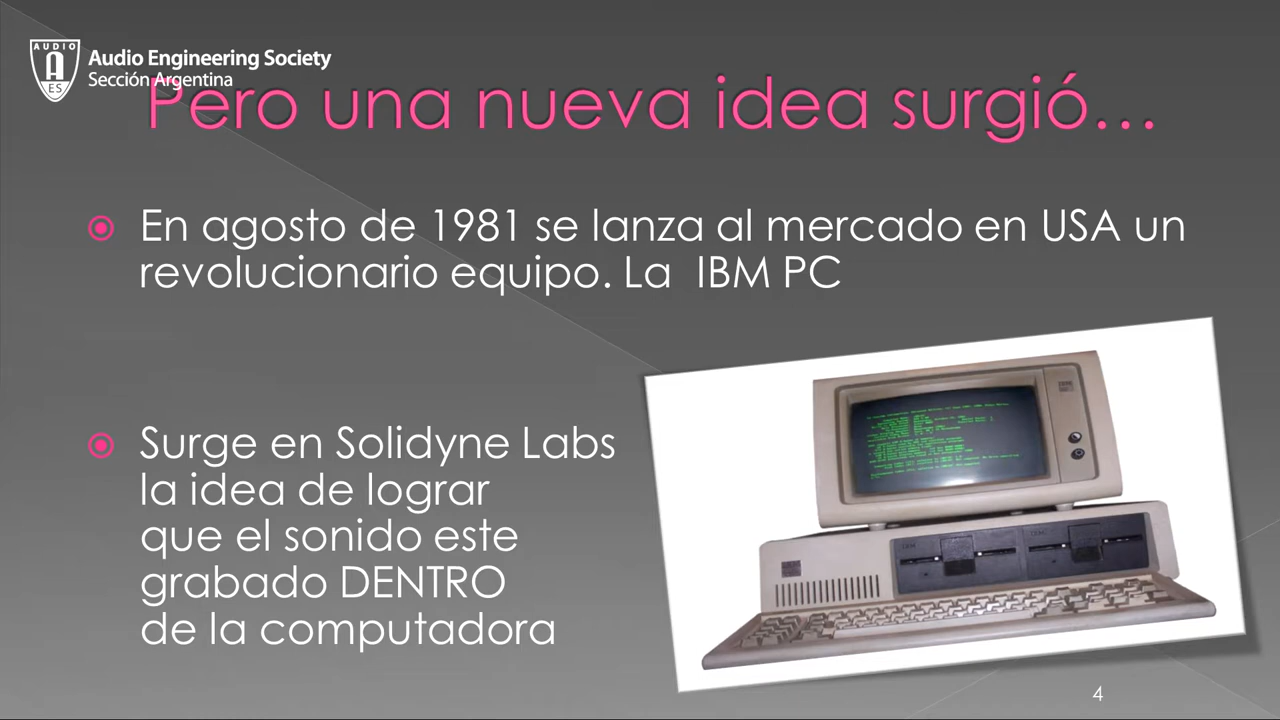 AUDIO
A
ES
Audio Engineering Society
Sección Argentina
Pero una nueva idea surgió...
En agosto de 1981 se lanza al mercado en USA un
revolucionario equipo. La IBM PC
Surge en Solidyne Labs
la idea de lograr
que el sonido este
grabado DENTRO
de la computadora
4